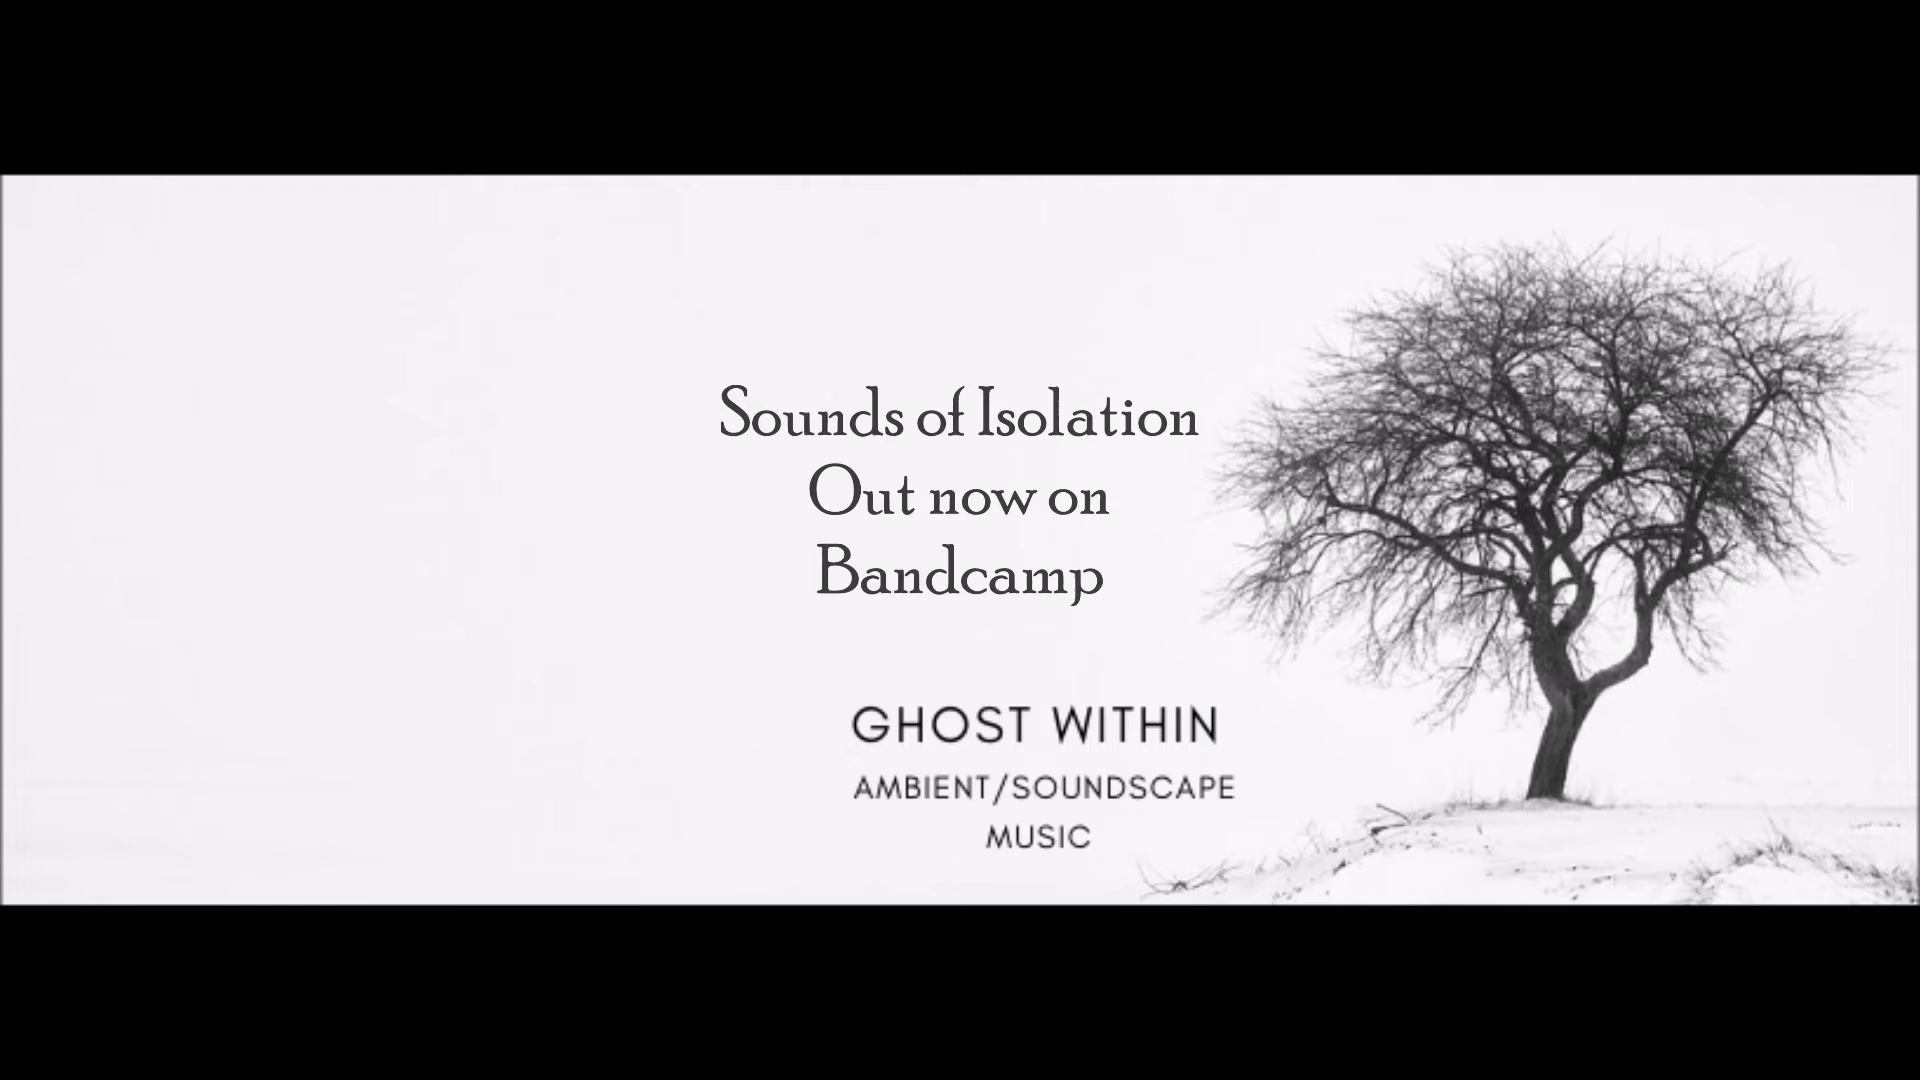 Sounds of Isolation
Out now on
Bandcamp
GHOST WITHIN
AMBIENT/SOUNDSCAPE
MUSIC